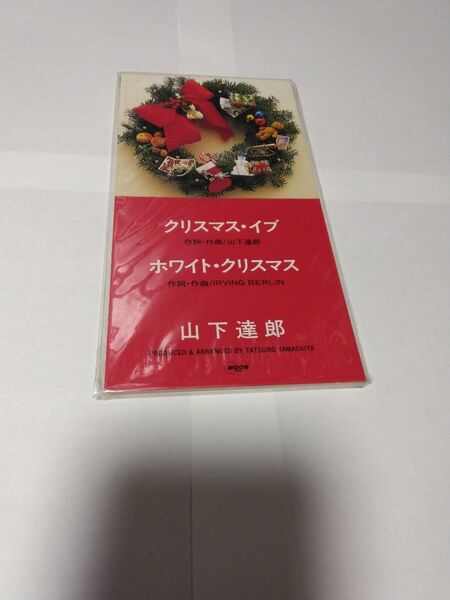 クリスマス・イブ
作詞・作曲/山下達郎
ホワイト・クリスマス
作詞・作曲/IRVING BERLIN
山下達郎
PRODUCED & ARRANGED BY TATSURO YAMASHITA
MOON